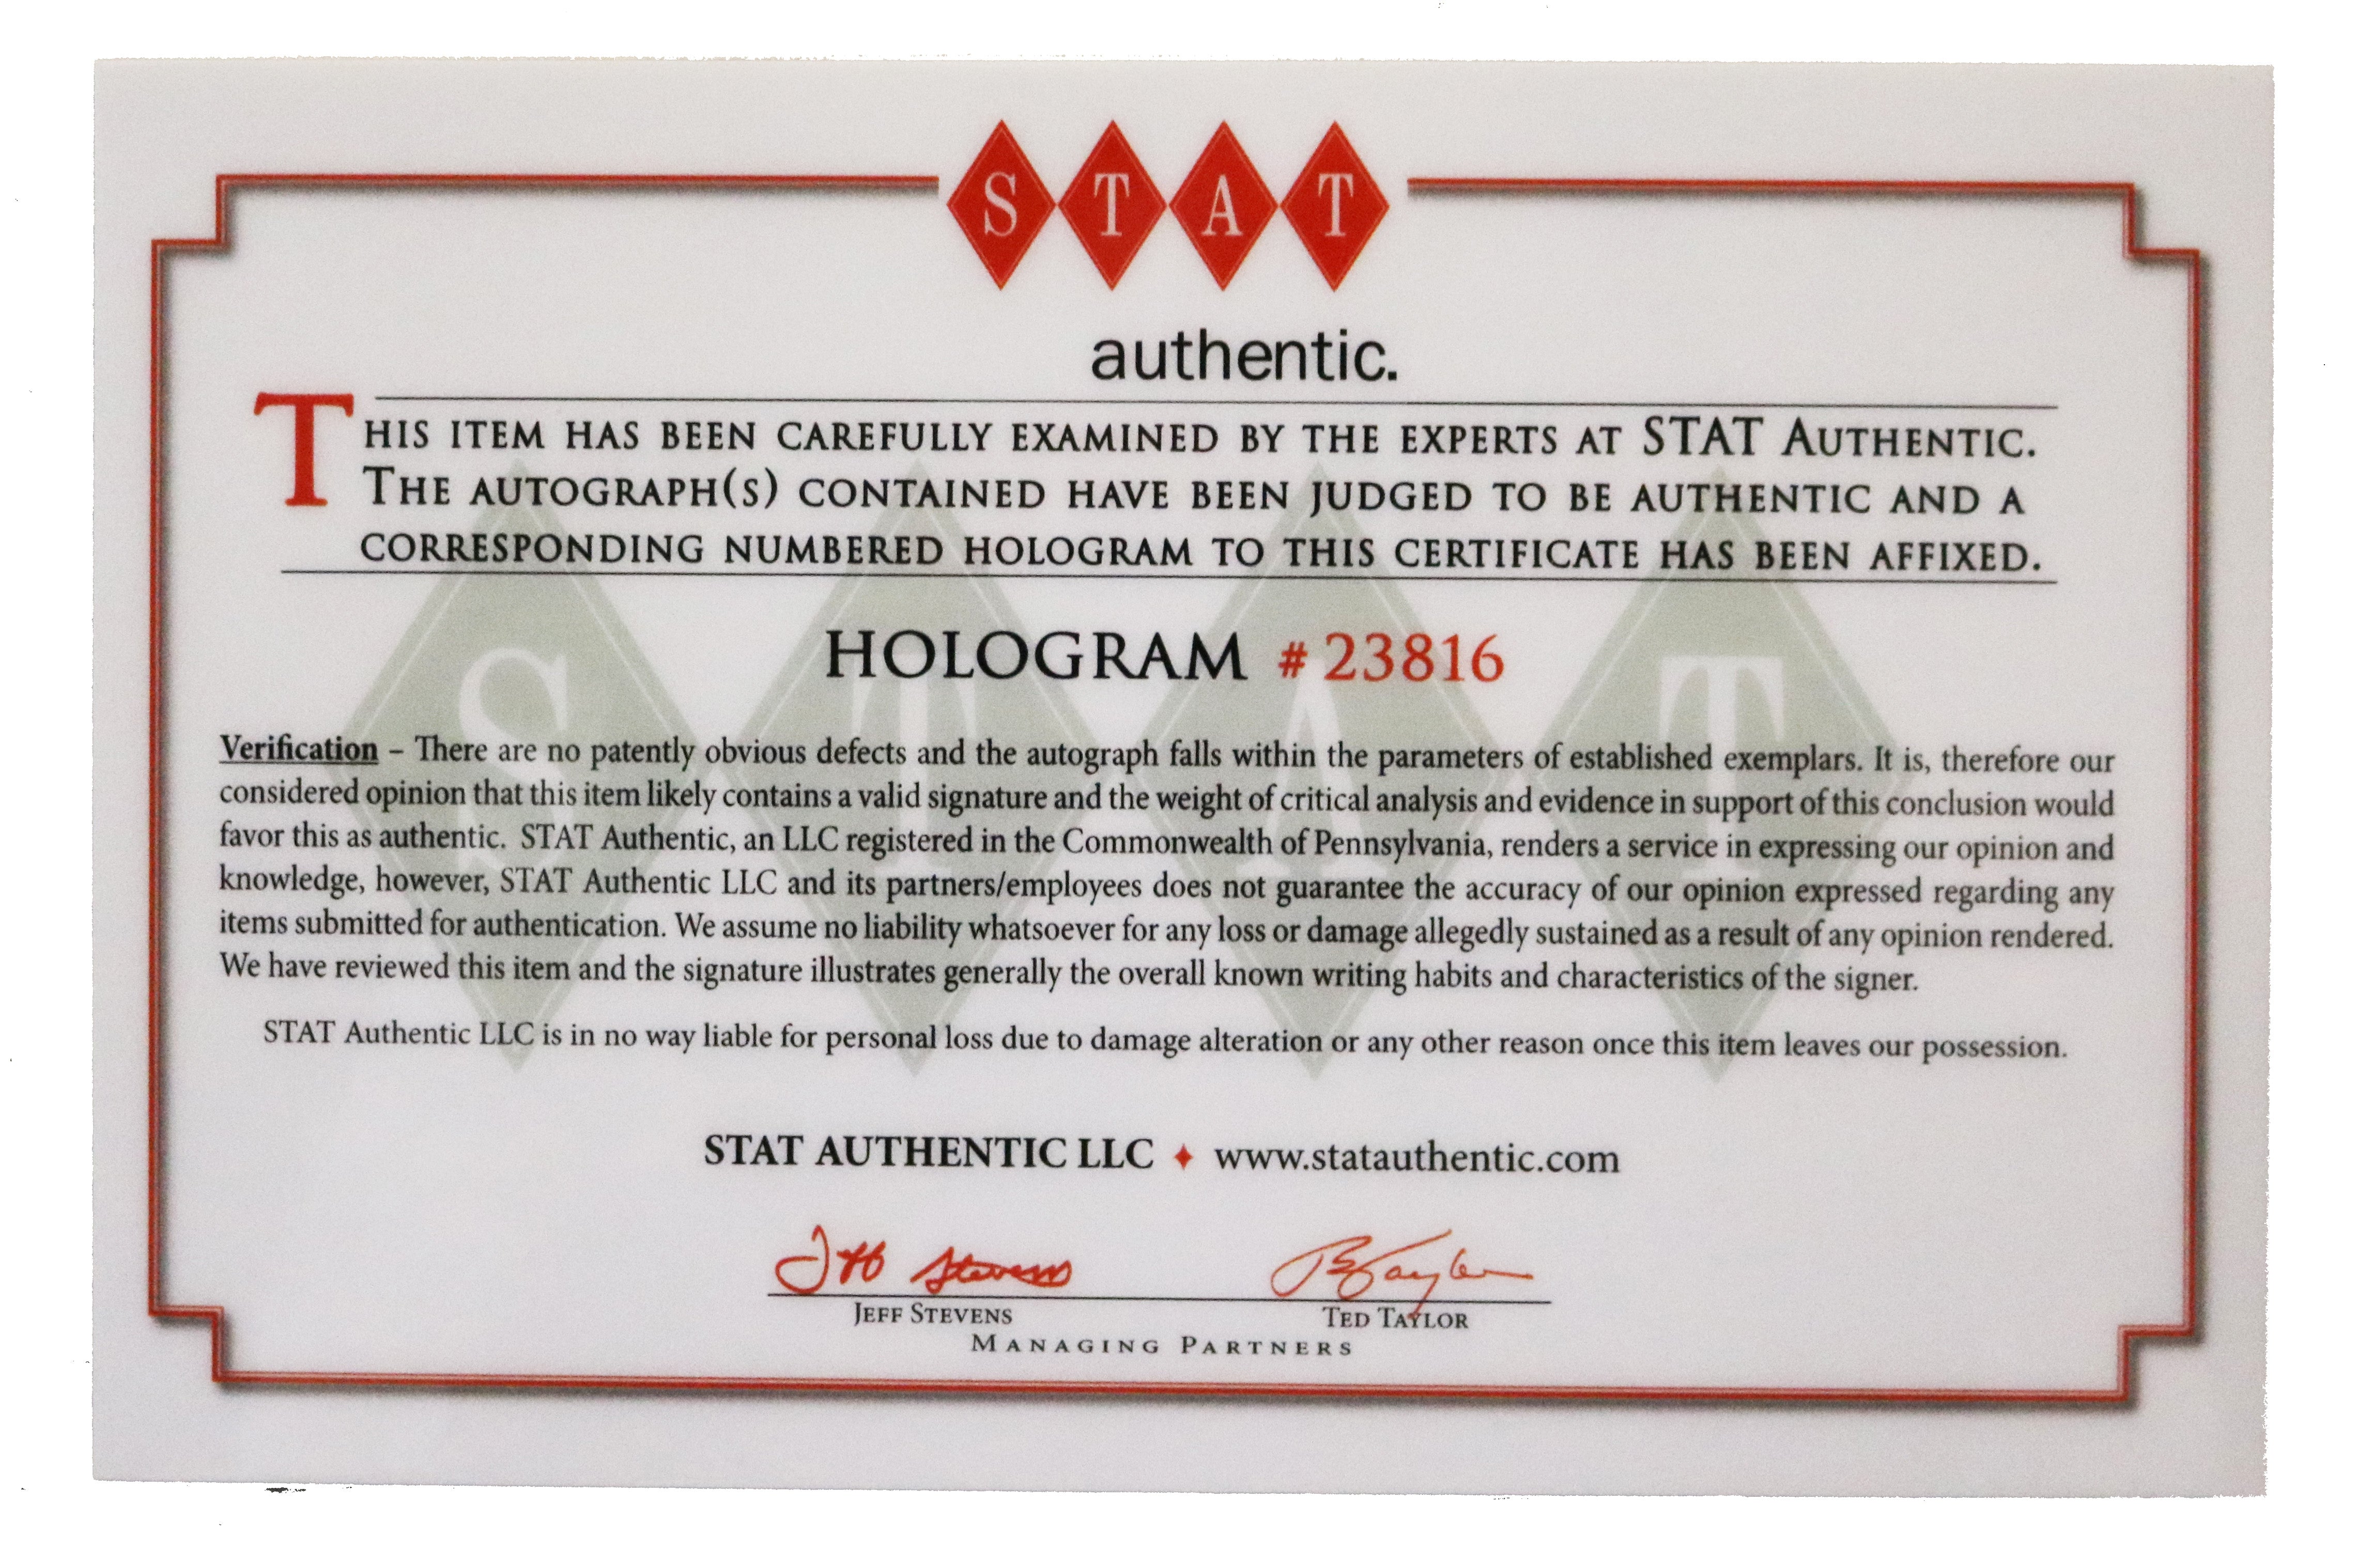 S T A T
authentic.
THIS ITEM HAS BEEN CAREFULLY EXAMINED BY THE EXPERTS AT STAT AUTHENTIC.
THE AUTOGRAPH(S) CONTAINED HAVE BEEN JUDGED TO BE AUTHENTIC AND A
CORRESPONDING NUMBERED HOLOGRAM TO THIS CERTIFICATE HAS BEEN AFFIXED.
HOLOGRAM # 23816
Verification – There are no patently obvious defects and the autograph falls within the parameters of established exemplars. It is, therefore our
considered opinion that this item likely contains a valid signature and the weight of critical analysis and evidence in support of this conclusion would
favor this as authentic. STAT Authentic, an LLC registered in the Commonwealth of Pennsylvania, renders a service in expressing our opinion and
knowledge, however, STAT Authentic LLC and its partners/employees does not guarantee the accuracy of our opinion expressed regarding any
items submitted for authentication. We assume no liability whatsoever for any loss or damage allegedly sustained as a result of any opinion rendered.
We have reviewed this item and the signature illustrates generally the overall known writing habits and characteristics of the signer.
STAT Authentic LLC is in no way liable for personal loss due to damage alteration or any other reason once this item leaves our possession.
STAT AUTHENTIC LLC ♦ www.statauthentic.com
Jeff Stevens Ted Taylor
JEFF STEVENS TED TAYLOR
MANAGING PARTNERS